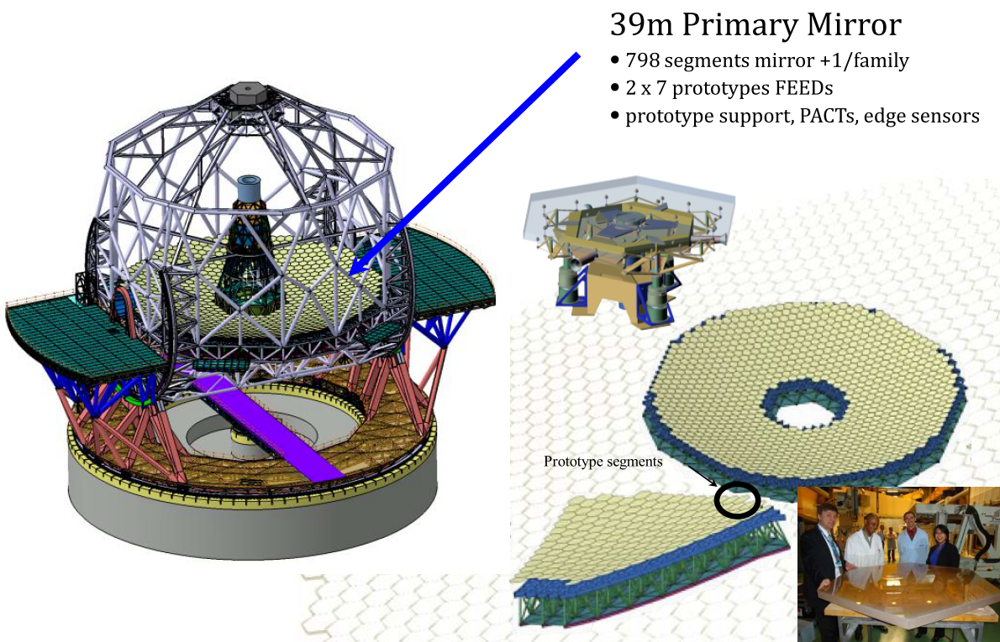 39m Primary Mirror
• 798 segments mirror +1/family
• 2 x 7 prototypes FEEDs
• prototype support, PACTs, edge sensors
Prototype segments